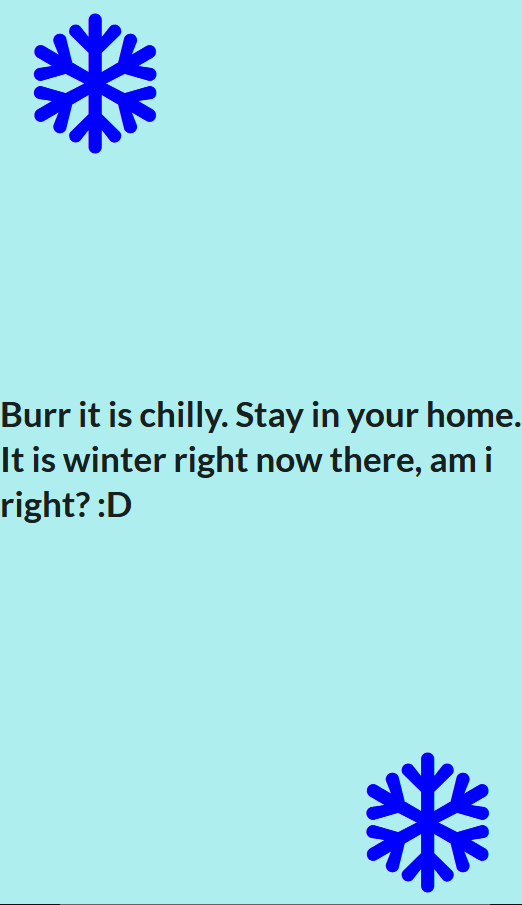 Burr it is chilly. Stay in your home.
It is winter right now there, am i
right? :D